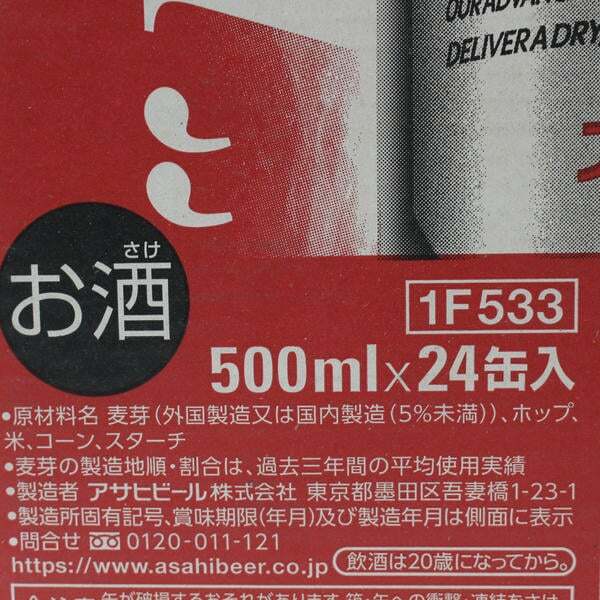 DELIVER A DRY
さけ
お酒
1F533
500ml×24缶入
•原材料名 麦芽(外国製造又は国内製造(5%未満))、ホップ、
米、コーン、スターチ
•麦芽の製造地順・割合は、過去三年間の平均使用実績
•製造者 アサヒビール株式会社 東京都墨田区吾妻橋1-23-1
•製造所固有記号、賞味期限(年月)及び製造年月は側面に表示
•問合せ 0120-011-121
https://www.asahibeer.co.jp 飲酒は20歳になってから。